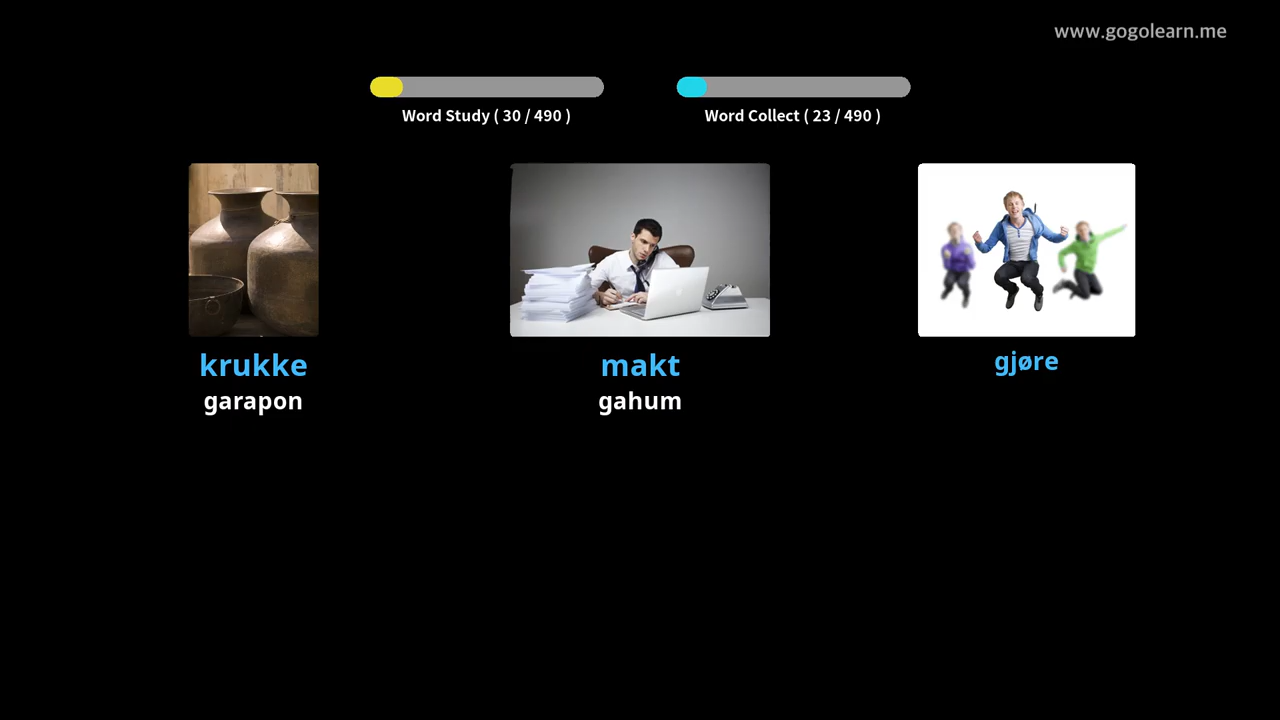 www.gogolearn.me
Word Study ( 30 / 490 )
Word Collect ( 23 / 490 )
krukke
garapon
makt
gahum
gjøre